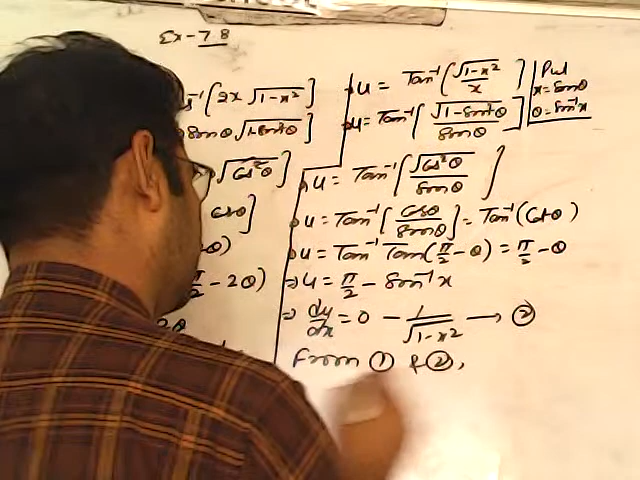 Ex - 7.8
s⁻¹[2x √(1-x²)]
Sinθ √(1-Sin²θ)]
√(Cos²θ)]
Cosθ]
-θ)
π/2 - 2θ)
2θ
u = Tan⁻¹(√(1-x²)/x]
u = Tan⁻¹[√(1-Sin²θ)/Sinθ]
Put
x = Sinθ
θ = Sin⁻¹x
u = Tan⁻¹[√(Cos²θ)/Sinθ]
u = Tan⁻¹[Cosθ/Sinθ] = Tan⁻¹(Cotθ)
u = Tan⁻¹ Tan(π/2 - θ) = π/2 - θ
⇒ u = π/2 - Sin⁻¹x
⇒ dy/dx = 0 - 1/√(1-x²) → ②
From ① & ②,